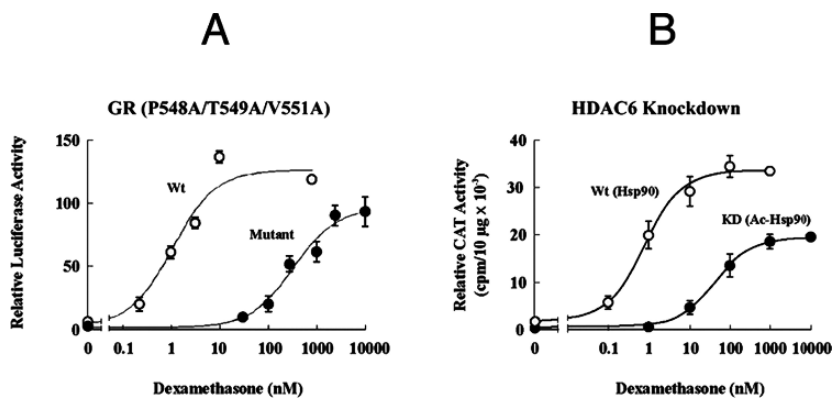 A
GR (P548A/T549A/V551A)
Relative Luciferase Activity
150
100
50
0
Wt
Mutant
0 0.1 1 10 100 1000 10000
Dexamethasone (nM)
B
HDAC6 Knockdown
Relative CAT Activity
(cpm/10 μg × 10⁻³)
40
30
20
10
0
Wt (Hsp90)
KD (Ac-Hsp90)
0 0.1 1 10 100 1000 10000
Dexamethasone (nM)